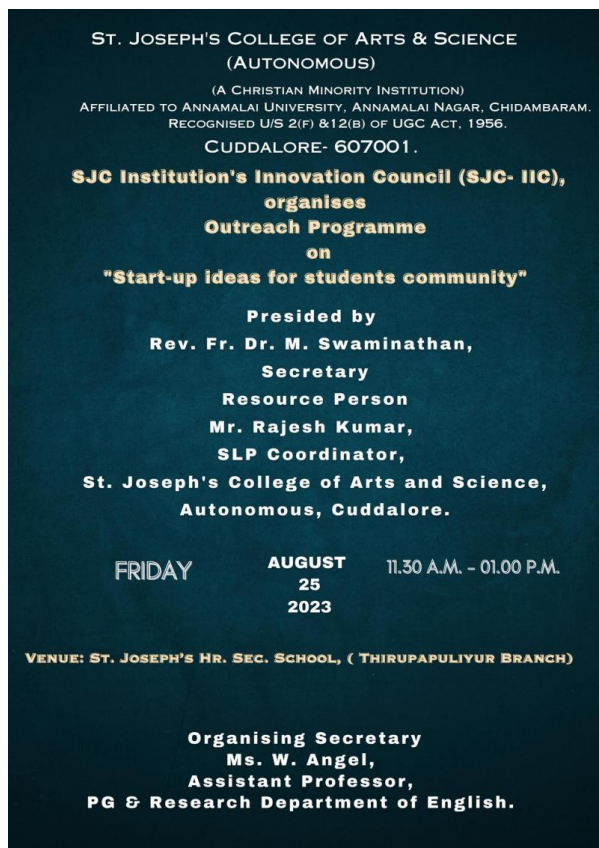 ST. JOSEPH'S COLLEGE OF ARTS & SCIENCE
(AUTONOMOUS)
(A CHRISTIAN MINORITY INSTITUTION)
AFFILIATED TO ANNAMALAI UNIVERSITY, ANNAMALAI NAGAR, CHIDAMBARAM.
RECOGNISED U/S 2(F) &12(B) OF UGC ACT, 1956.
CUDDALORE- 607001.
SJC Institution's Innovation Council (SJC- IIC),
organises
Outreach Programme
on
"Start-up ideas for students community"
Presided by
Rev. Fr. Dr. M. Swaminathan,
Secretary
Resource Person
Mr. Rajesh Kumar,
SLP Coordinator,
St. Joseph's College of Arts and Science,
Autonomous, Cuddalore.
FRIDAY
AUGUST
25
2023
11.30 A.M. - 01.00 P.M.
VENUE: ST. JOSEPH'S HR. SEC. SCHOOL, ( THIRUPAPULIYUR BRANCH)
Organising Secretary
Ms. W. Angel,
Assistant Professor,
PG & Research Department of English.